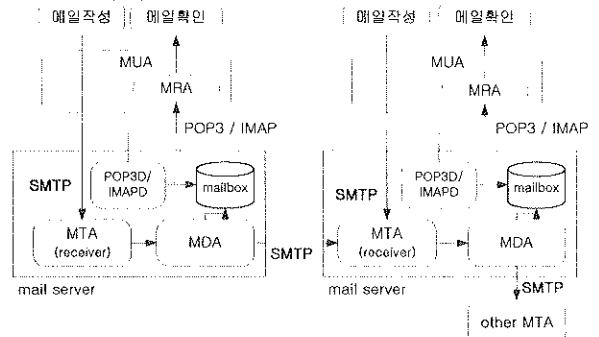 메일작성 메일확인
MUA
MRA
POP3 / IMAP
SMTP
POP3D/
IMAPD
mailbox
MTA
(receiver)
MDA
mail server
SMTP
메일작성 메일확인
MUA
MRA
POP3 / IMAP
SMTP
POP3D/
IMAPD
mailbox
MTA
(receiver)
MDA
mail server
SMTP
other MTA